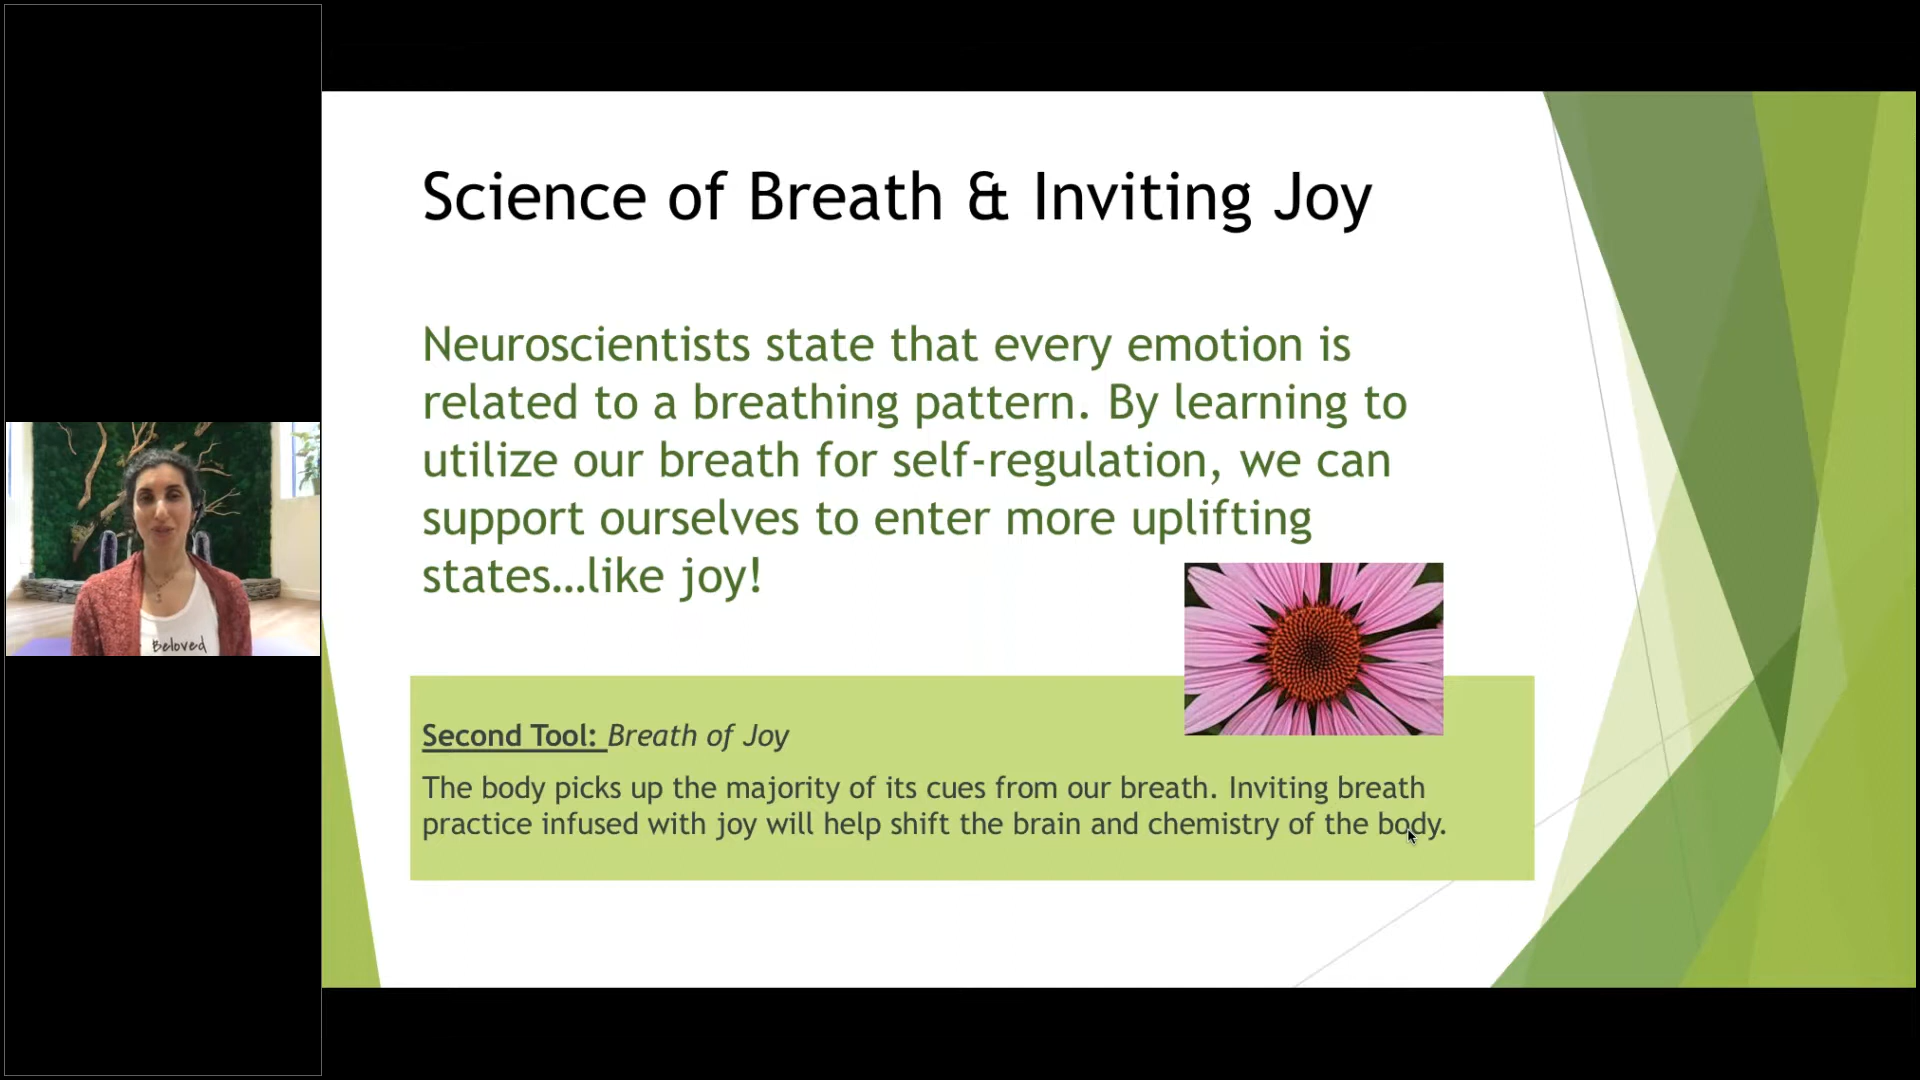 Science of Breath & Inviting Joy
Neuroscientists state that every emotion is
related to a breathing pattern. By learning to
utilize our breath for self-regulation, we can
support ourselves to enter more uplifting
states...like joy!
Second Tool: Breath of Joy
The body picks up the majority of its cues from our breath. Inviting breath
practice infused with joy will help shift the brain and chemistry of the body.
Beloved